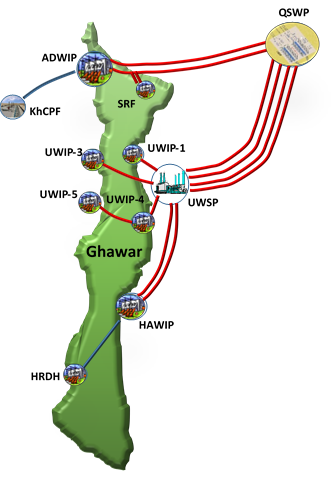 QSWP
ADWIP
SRF
KhCPF
UWIP-3
UWIP-1
UWIP-5
UWIP-4
UWSP
Ghawar
HAWIP
HRDH